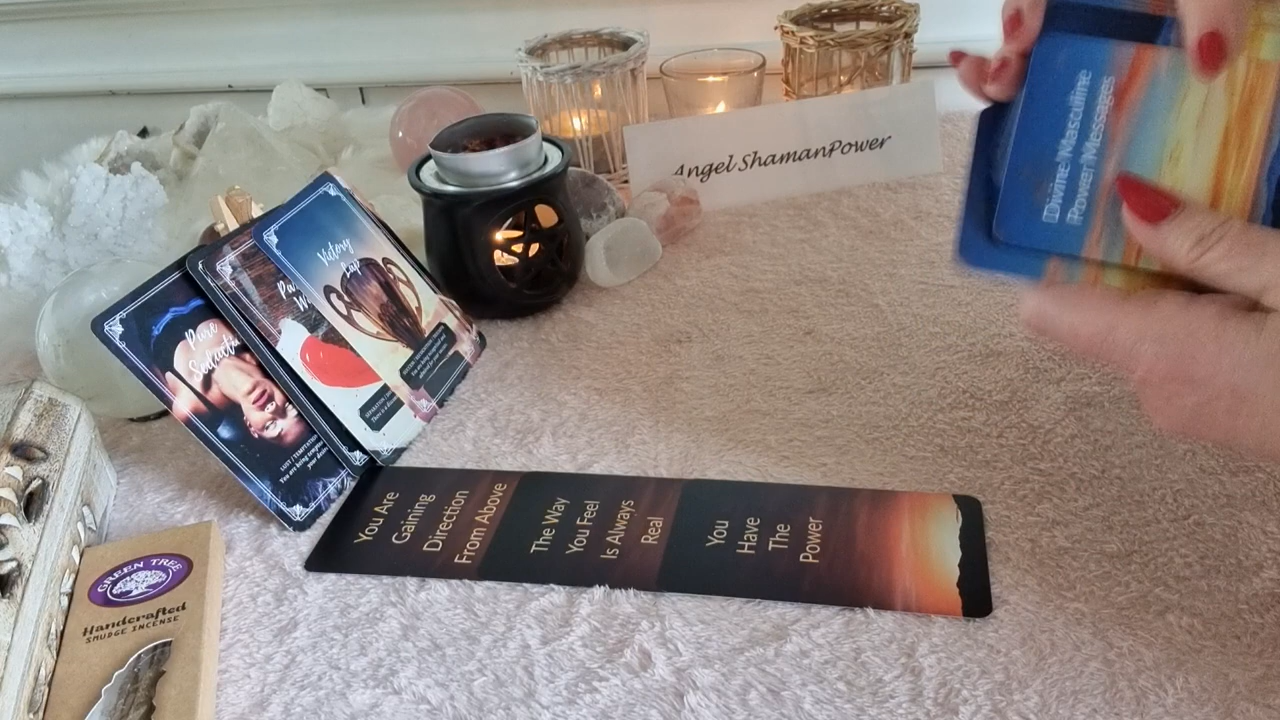 Angel ShamanPower
Divine Masculine
Power Messages
Victory
Lap
Pure
You Are
Gaining
Direction
From Above
The Way
You Feel
Is Always
Real
You
Have
The
Power
GREEN TREE
Handcrafted
SMUDGE INCENSE